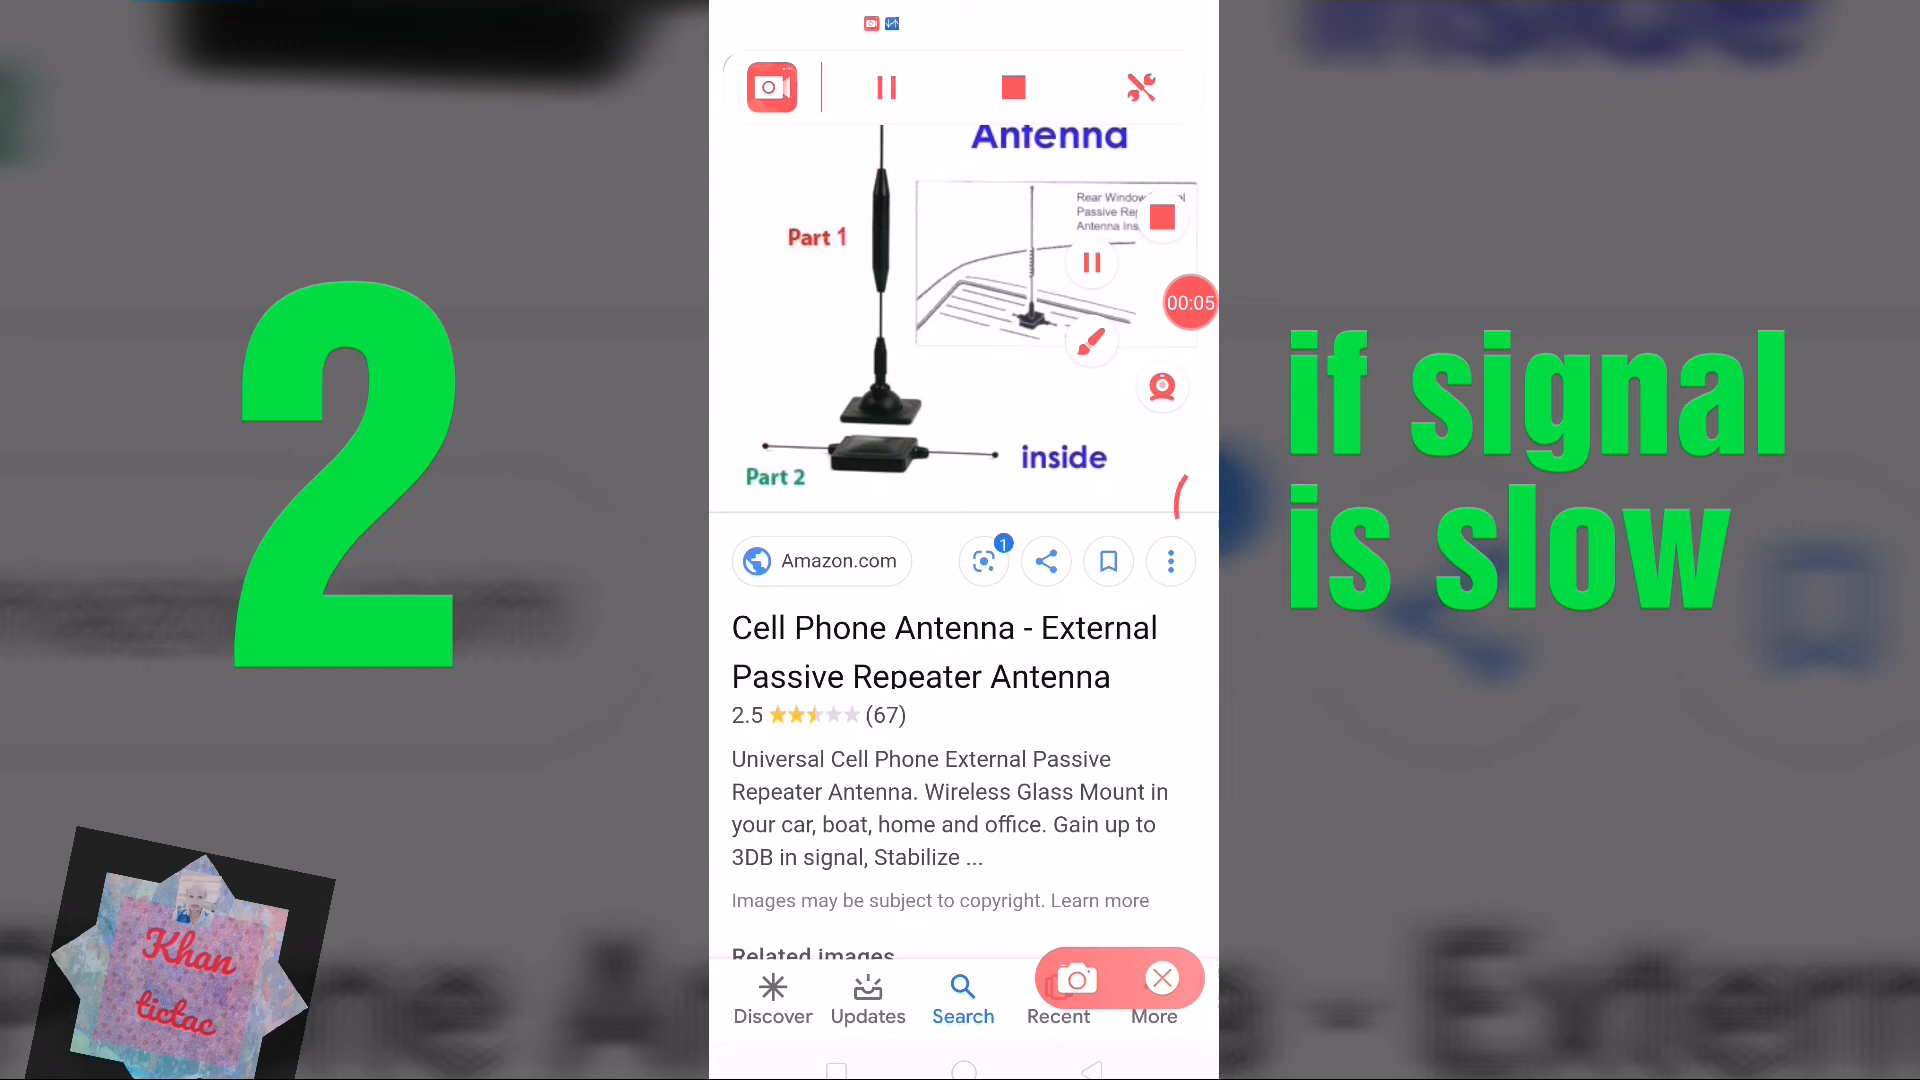 2
if signal
is slow
Antenna
Part 1
Rear Window
Passive Rep
Antenna Ins
00:05
inside
Part 2
1
Amazon.com
Cell Phone Antenna - External
Passive Repeater Antenna
2.5 ★★★★★ (67)
Universal Cell Phone External Passive
Repeater Antenna. Wireless Glass Mount in
your car, boat, home and office. Gain up to
3DB in signal, Stabilize ...
Images may be subject to copyright. Learn more
Related images
Discover Updates Search Recent More
Khan
tictac